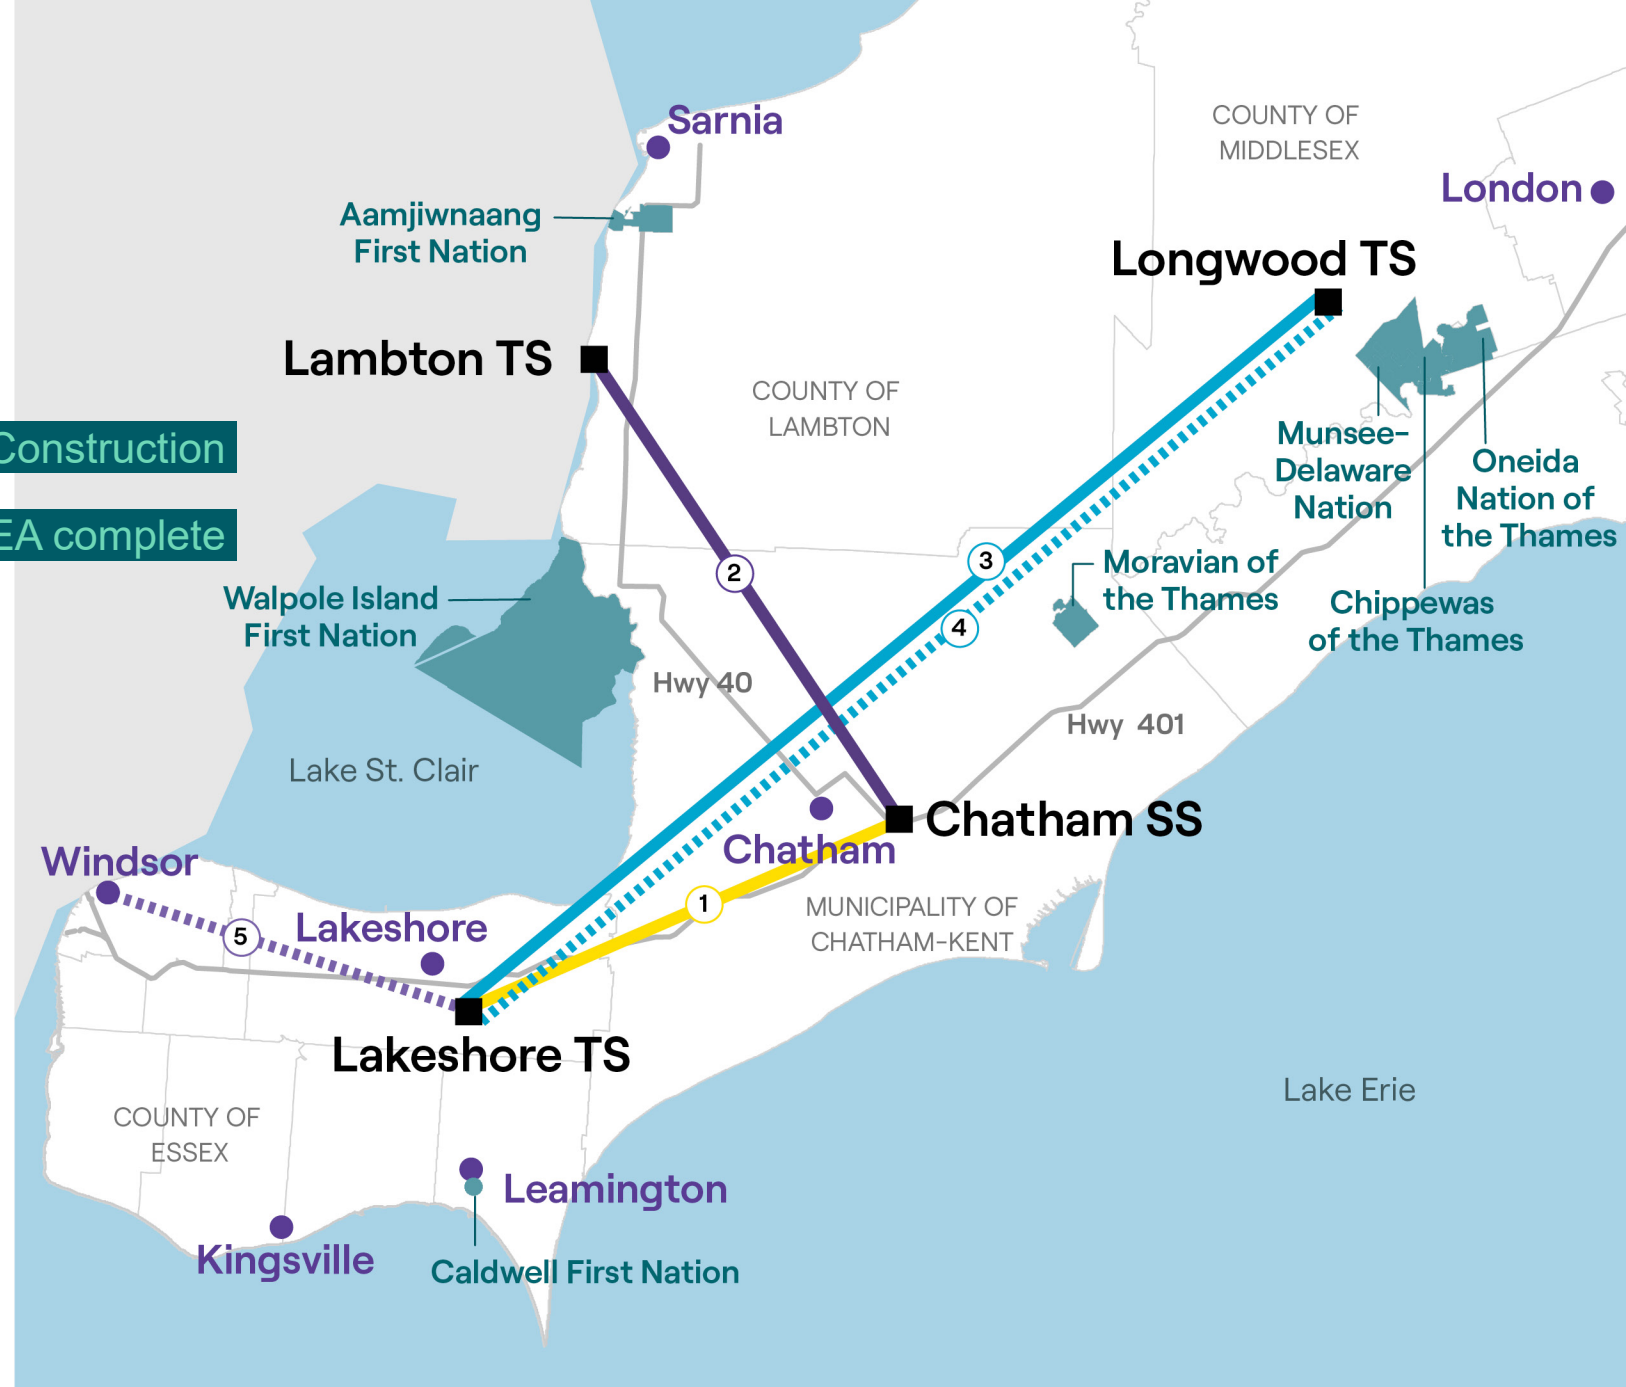 Sarnia
COUNTY OF
MIDDLESEX
London
Aamjiwnaang
First Nation
Longwood TS
Lambton TS
COUNTY OF
LAMBTON
Construction
EA complete
Munsee-
Delaware
Nation
Oneida
Nation of
the Thames
2
3
4
Moravian of
the Thames
Chippewas
of the Thames
Walpole Island
First Nation
Hwy 40
Hwy 401
Lake St. Clair
Chatham SS
Chatham
Windsor
1
MUNICIPALITY OF
CHATHAM-KENT
5
Lakeshore
Lakeshore TS
Lake Erie
COUNTY OF
ESSEX
Leamington
Kingsville
Caldwell First Nation